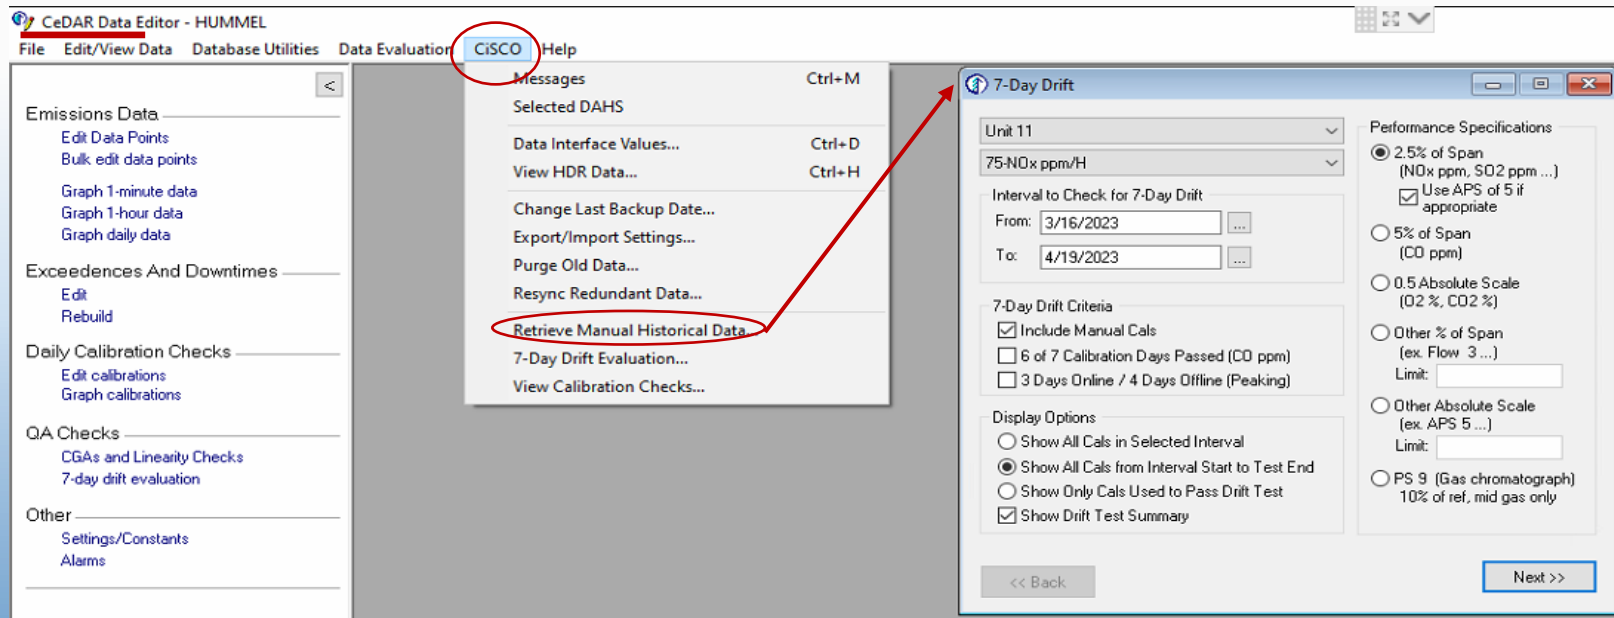 CeDAR Data Editor - HUMMEL
File Edit/View Data Database Utilities Data Evaluation CiSCO Help
<
Emissions Data
Edit Data Points
Bulk edit data points
Graph 1-minute data
Graph 1-hour data
Graph daily data
Exceedences And Downtimes
Edit
Rebuild
Daily Calibration Checks
Edit calibrations
Graph calibrations
QA Checks
CGAs and Linearity Checks
7-day drift evaluation
Other
Settings/Constants
Alarms
Messages Ctrl+M
Selected DAHS
Data Interface Values... Ctrl+D
View HDR Data... Ctrl+H
Change Last Backup Date...
Export/Import Settings...
Purge Old Data...
Resync Redundant Data...
Retrieve Manual Historical Data...
7-Day Drift Evaluation...
View Calibration Checks...
7-Day Drift
Unit 11
75-NOx ppm/H
Interval to Check for 7-Day Drift
From: 3/16/2023 ...
To: 4/19/2023 ...
7-Day Drift Criteria
Include Manual Cals
6 of 7 Calibration Days Passed (CO ppm)
3 Days Online / 4 Days Offline (Peaking)
Display Options
Show All Cals in Selected Interval
Show All Cals from Interval Start to Test End
Show Only Cals Used to Pass Drift Test
Show Drift Test Summary
Performance Specifications
2.5% of Span
(NOx ppm, SO2 ppm ...)
Use APS of 5 if
appropriate
5% of Span
(CO ppm)
0.5 Absolute Scale
(O2 %, CO2 %)
Other % of Span
(ex. Flow 3 ...)
Limit:
Other Absolute Scale
(ex. APS 5 ...)
Limit:
PS 9 (Gas chromatograph)
10% of ref, mid gas only
<< Back
Next >>